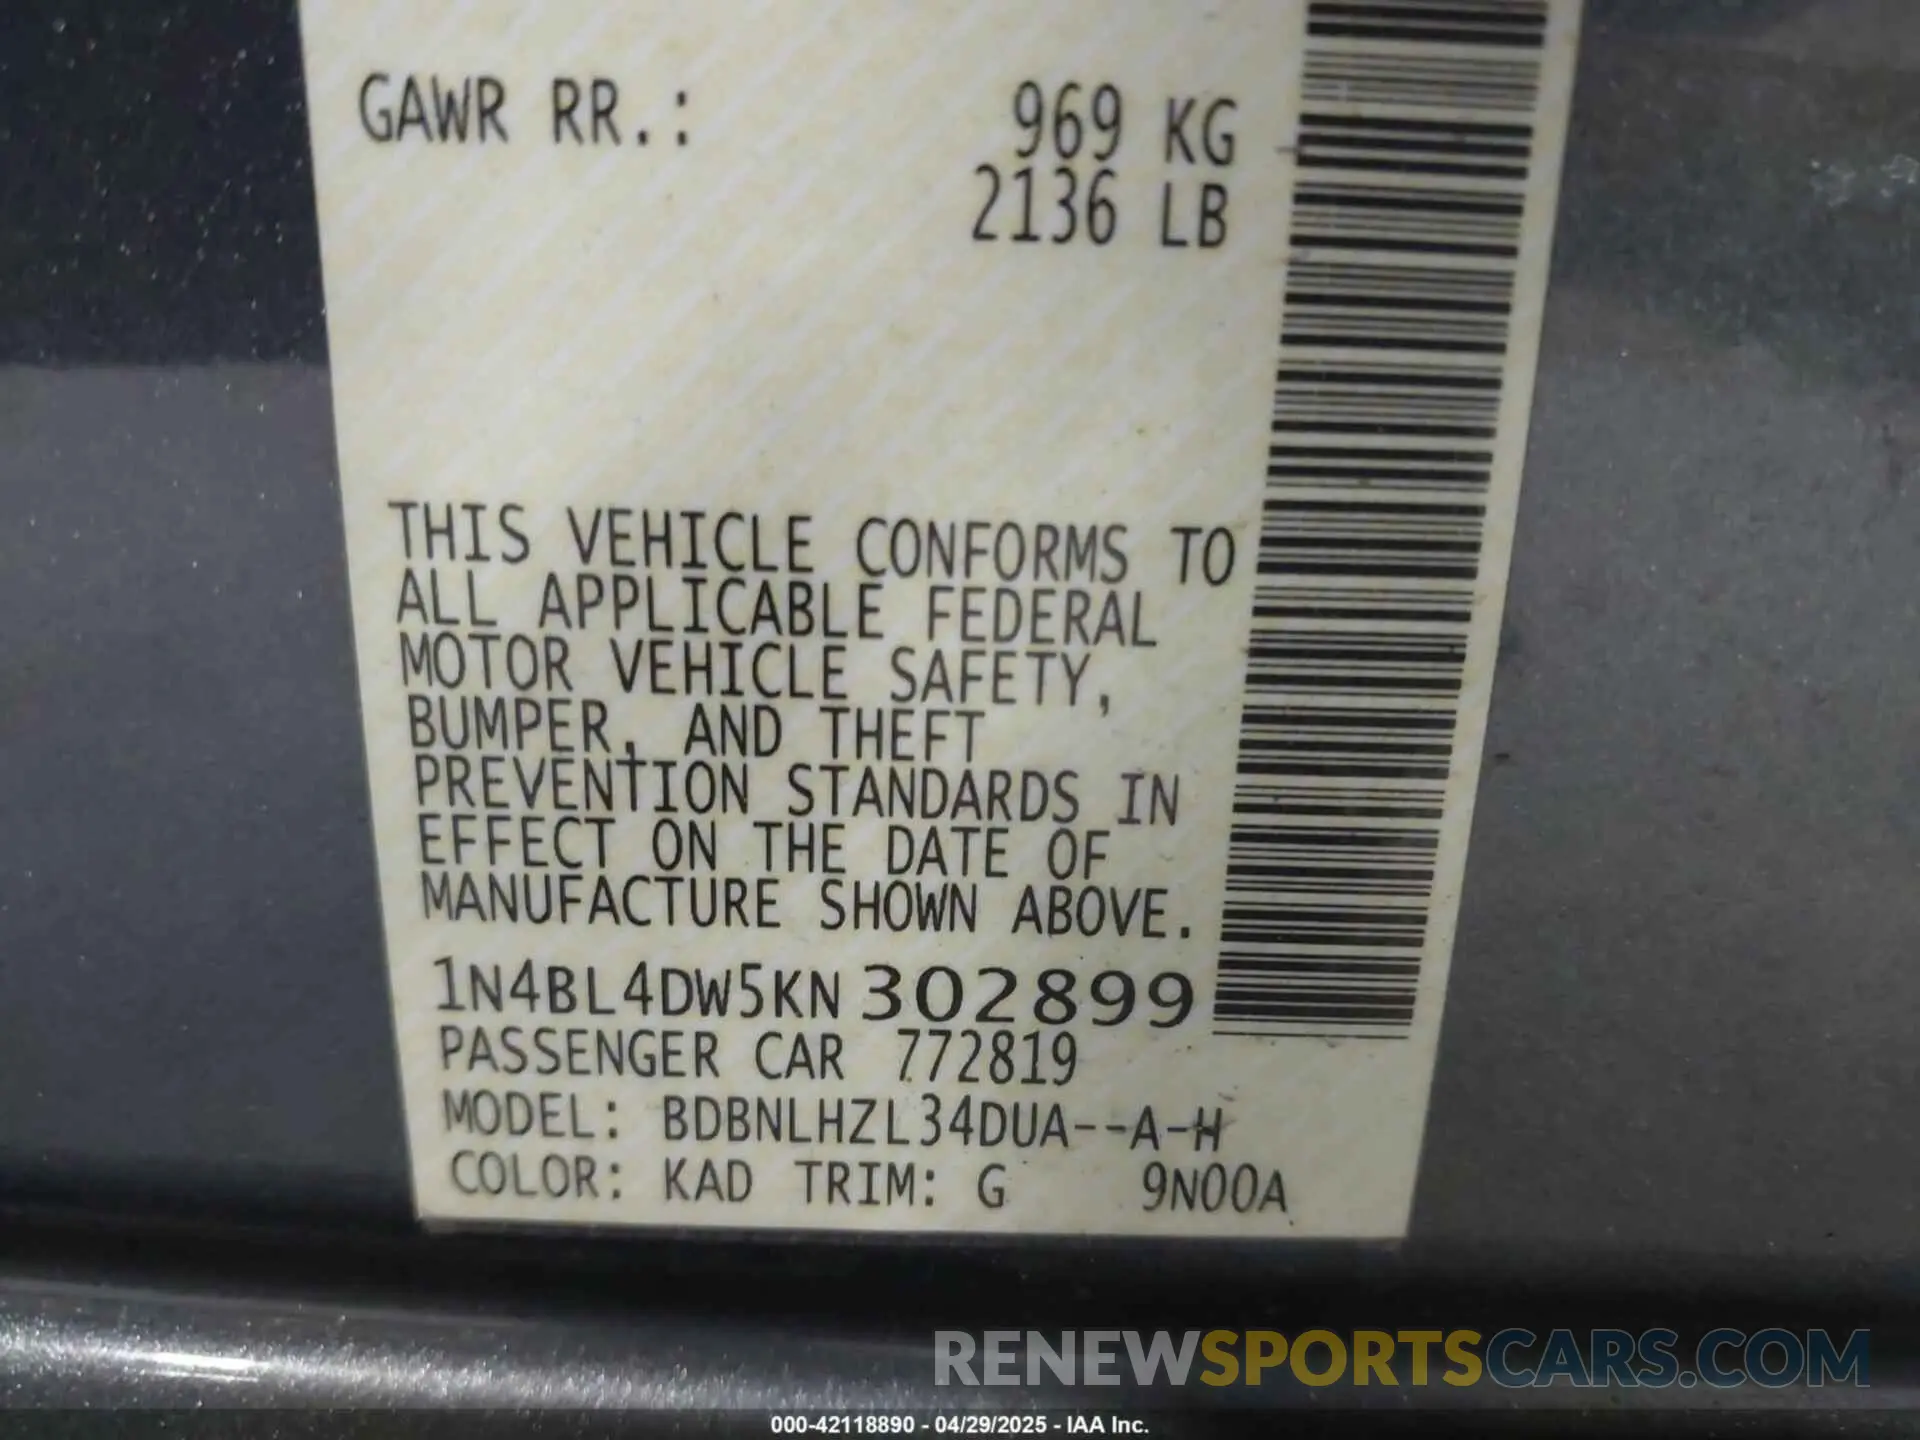 GAWR RR.: 969 KG
2136 LB
THIS VEHICLE CONFORMS TO
ALL APPLICABLE FEDERAL
MOTOR VEHICLE SAFETY,
BUMPER, AND THEFT
PREVENTION STANDARDS IN
EFFECT ON THE DATE OF
MANUFACTURE SHOWN ABOVE.
1N4BL4DW5KN302899
PASSENGER CAR 772819
MODEL: BDBNLHZL34DUA--A-H
COLOR: KAD TRIM: G 9N00A
RENEWSPORTSCARS.COM
000-42118890 - 04/29/2025 - IAA Inc.